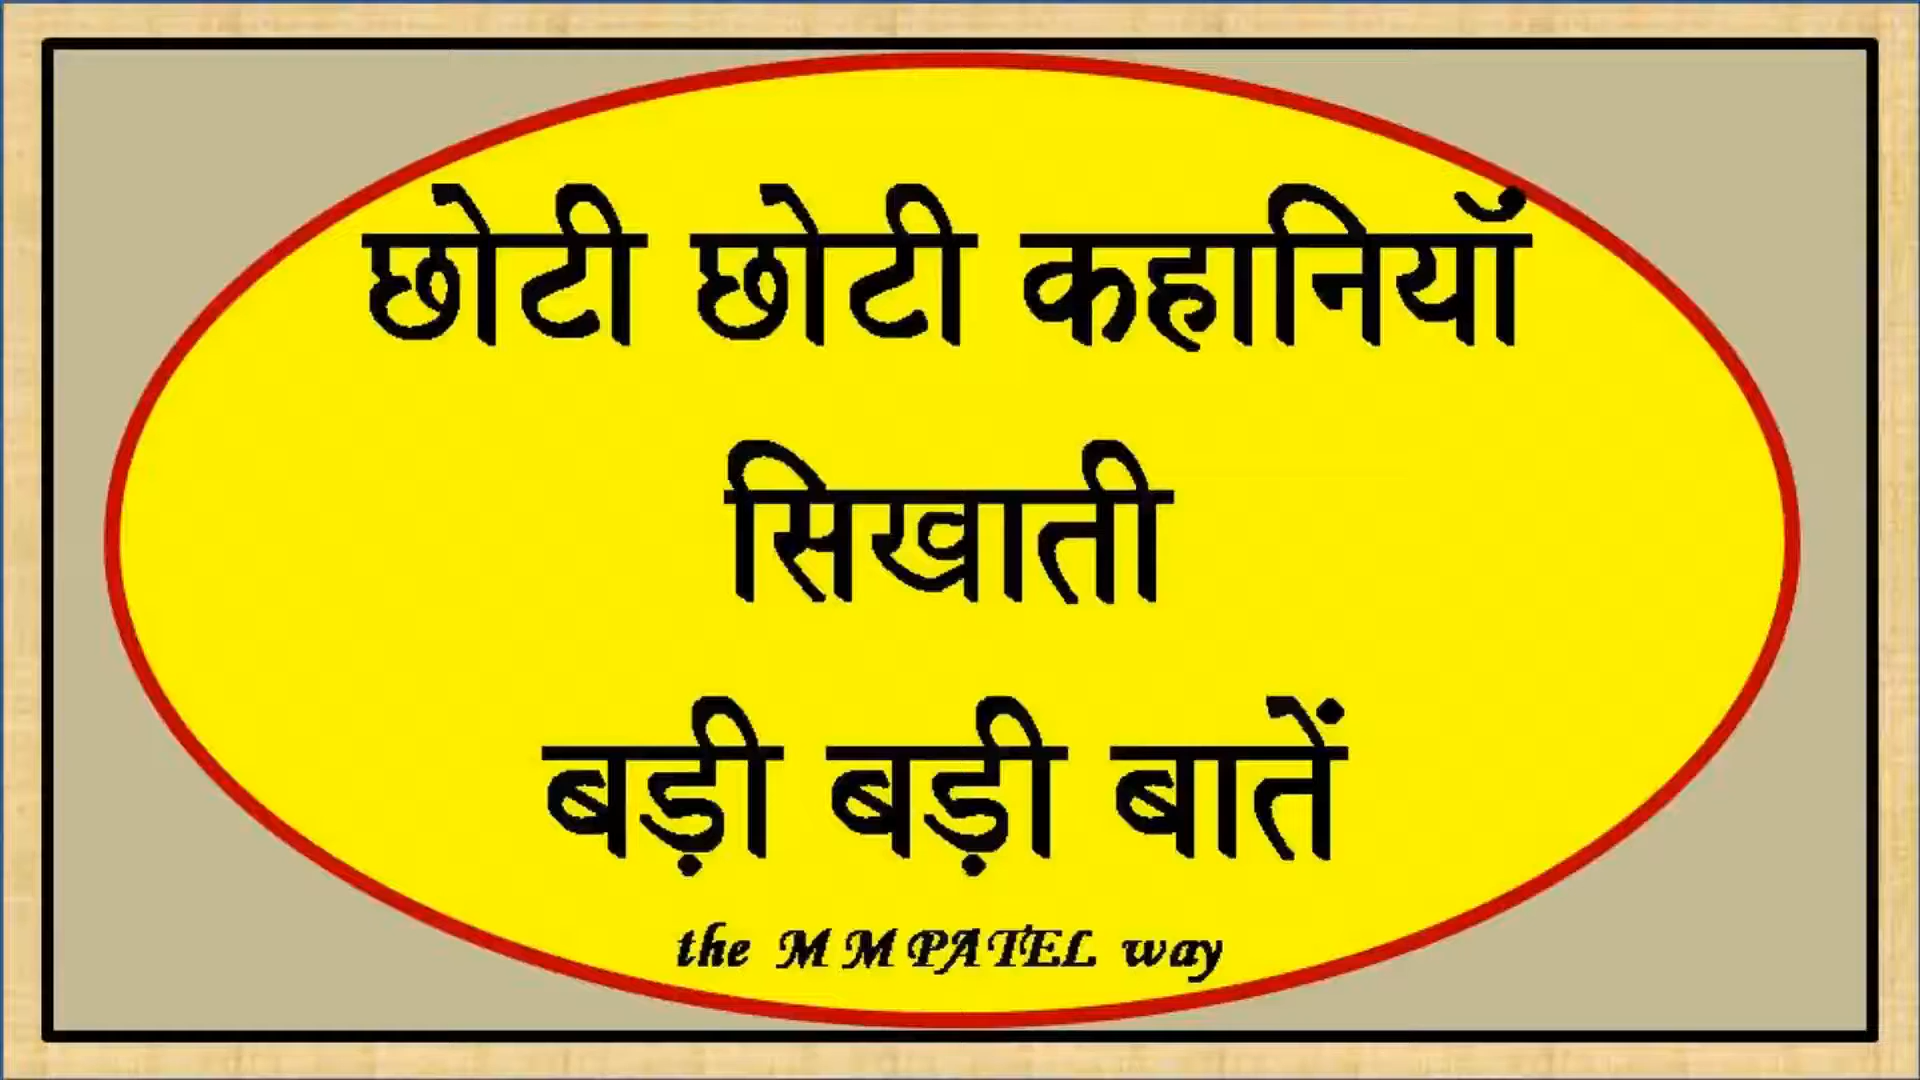 छोटी छोटी कहानियाँ
सिखाती
बड़ी बड़ी बातें
the M M PATEL way